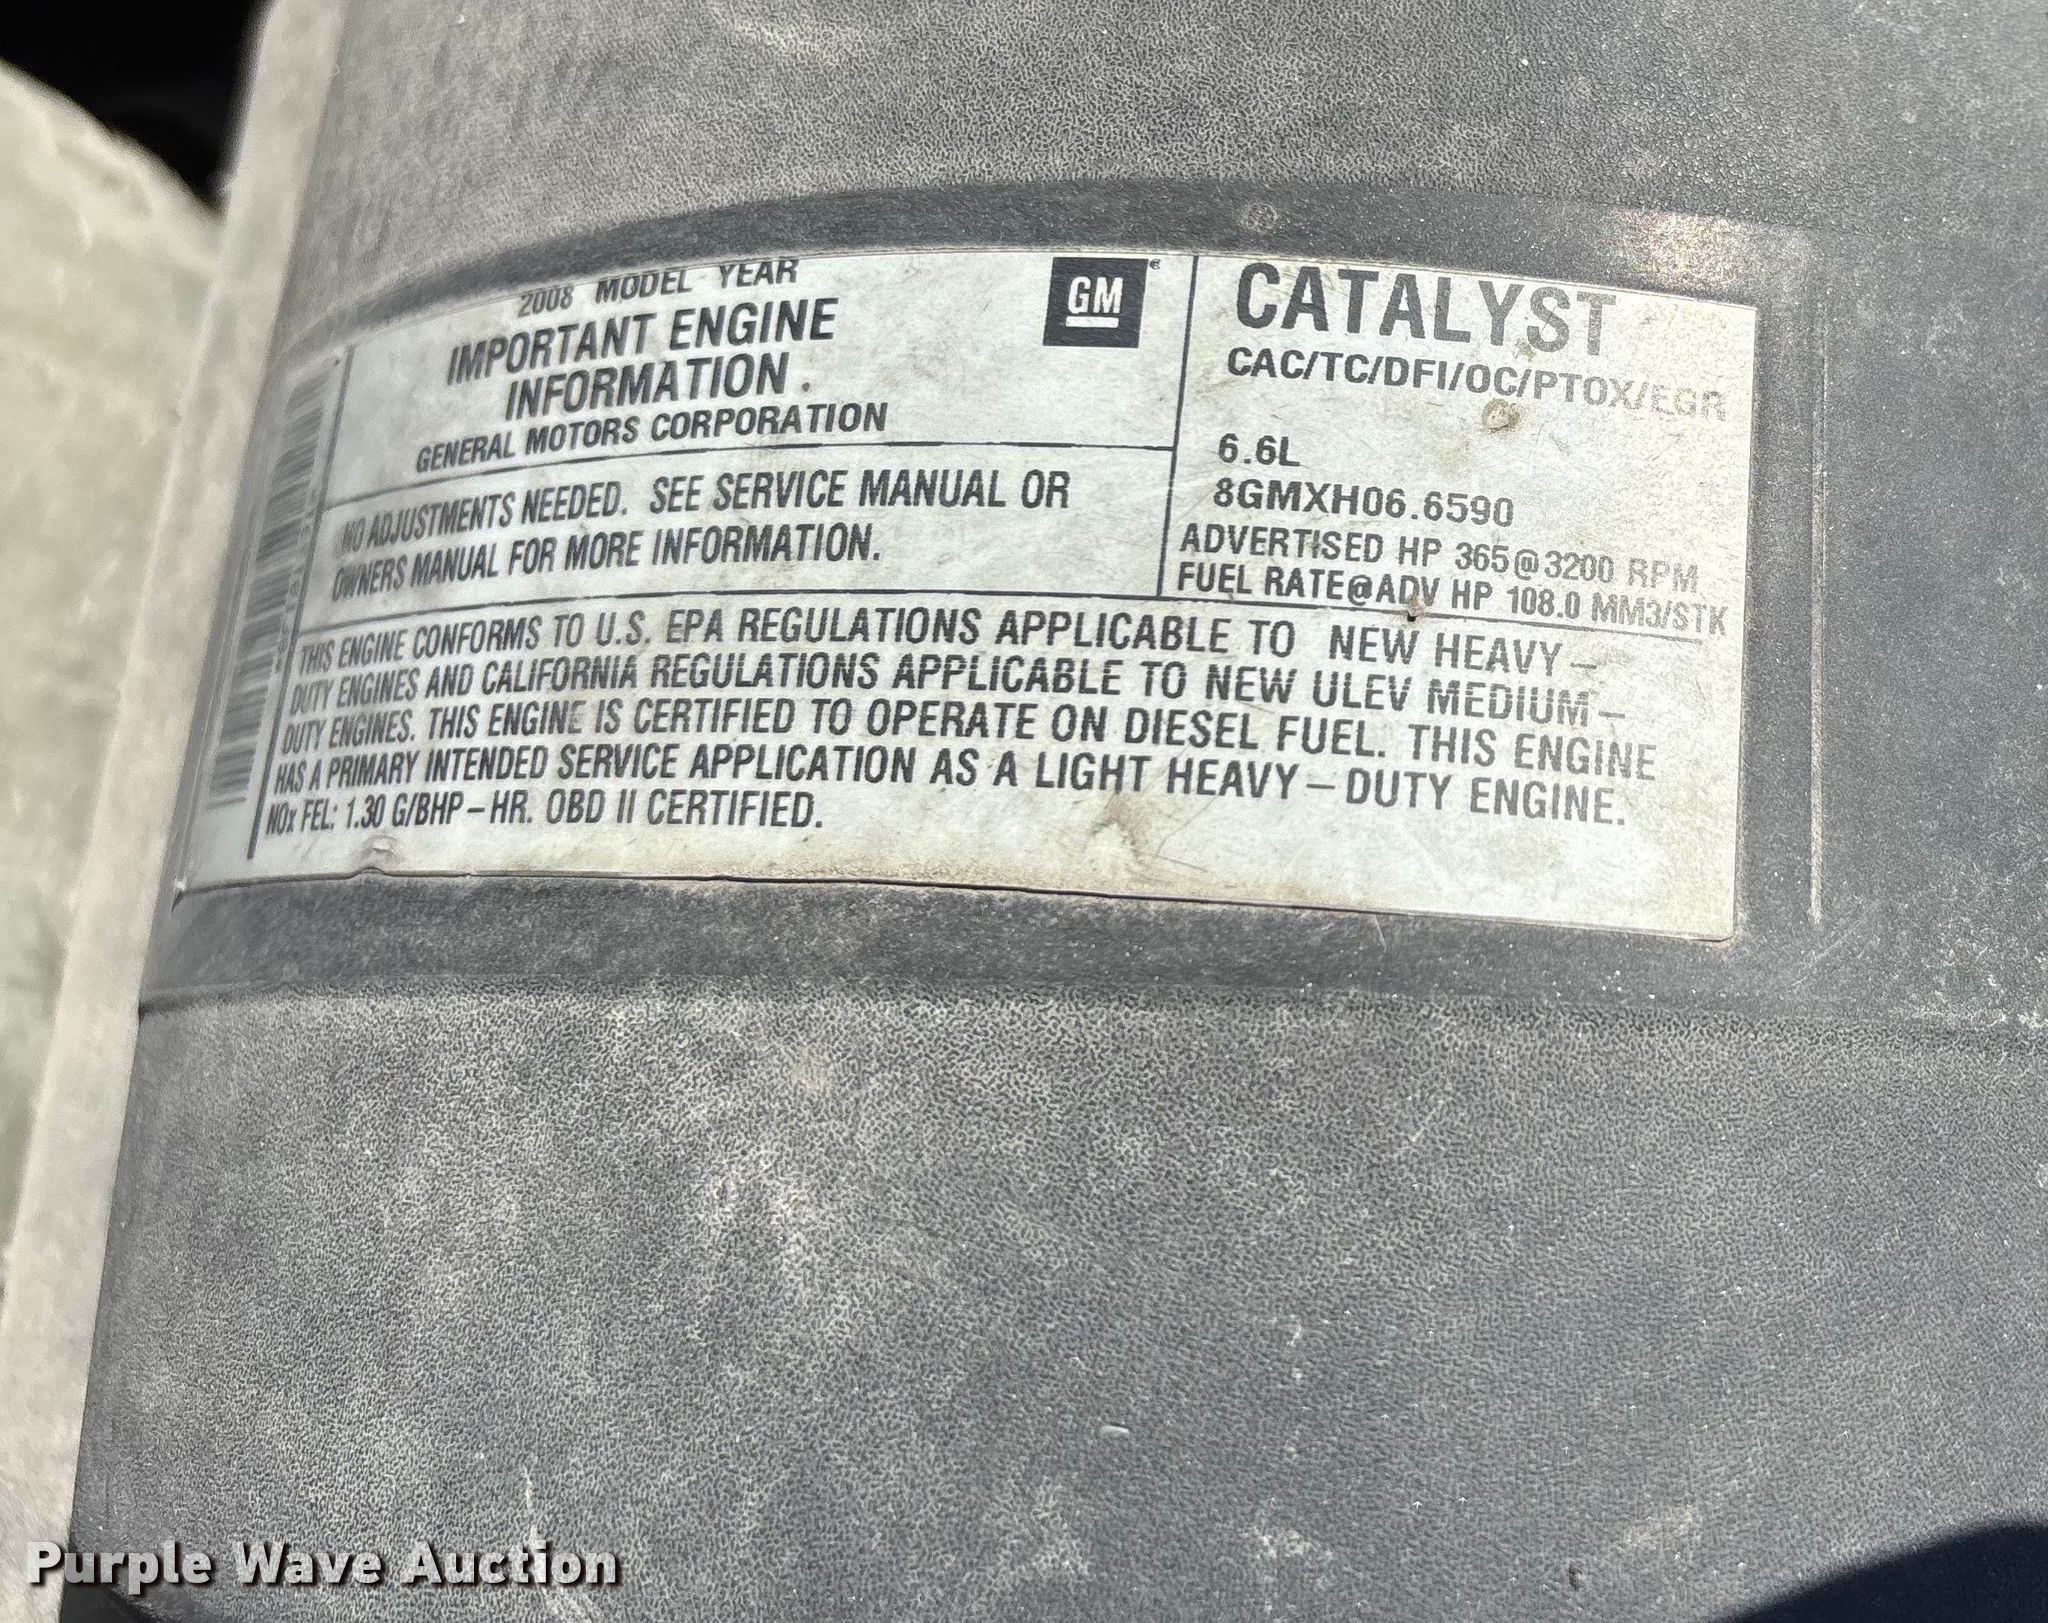 2008 MODEL YEAR
IMPORTANT ENGINE
INFORMATION.
GENERAL MOTORS CORPORATION
GM
NO ADJUSTMENTS NEEDED. SEE SERVICE MANUAL OR
OWNERS MANUAL FOR MORE INFORMATION.
CATALYST
CAC/TC/DFI/OC/PTOX/EGR
6.6L
8GMXH06.6590
ADVERTISED HP 365@3200 RPM
FUEL RATE@ADV HP 108.0 MM3/STK
THIS ENGINE CONFORMS TO U.S. EPA REGULATIONS APPLICABLE TO NEW HEAVY-
DUTY ENGINES AND CALIFORNIA REGULATIONS APPLICABLE TO NEW ULEV MEDIUM-
DUTY ENGINES. THIS ENGINE IS CERTIFIED TO OPERATE ON DIESEL FUEL. THIS ENGINE
HAS A PRIMARY INTENDED SERVICE APPLICATION AS A LIGHT HEAVY-DUTY ENGINE.
NOx FEL: 1.30 G/BHP-HR. OBD II CERTIFIED.
Purple Wave Auction